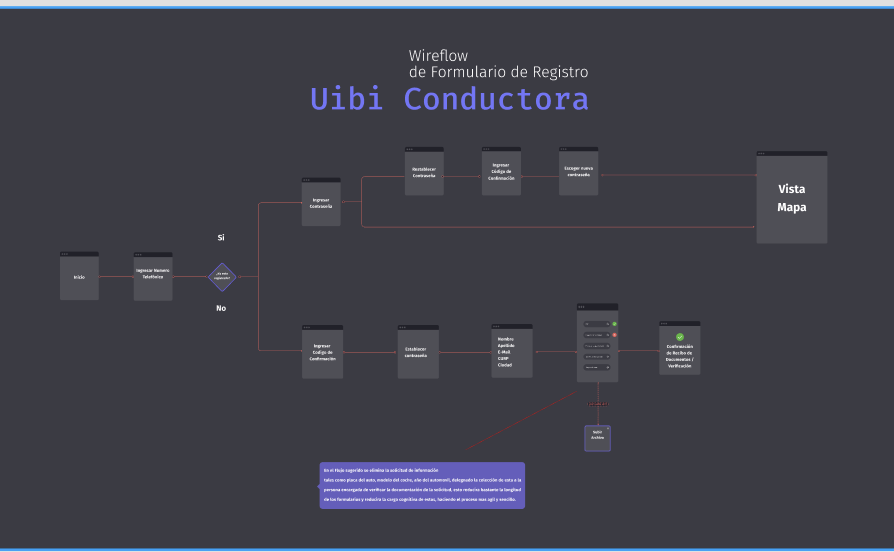 Wireflow
de Formulario de Registro
Uibi Conductora
Inicio
Ingresar Numero
Telefónico
Si
No
¿Ya esta
registrado?
Ingresar
Contraseña
Restablecer
Contraseña
Ingresar
Código de
Confirmación
Escoger nueva
contraseña
Vista
Mapa
Ingresar
Código de
Confirmación
Establecer
contraseña
Nombre
Apellido
E-Mail
CURP
Ciudad
Confirmación
de Recibo de
Documentos /
Verificación
Subir
Archivo
En el Flujo sugerido se elimina la solicitud de información
tales como placa del auto, modelo del coche, año del automóvil, delegando la colección de esta a la
persona encargada de verificar la documentación de la solicitud, esto reduciria bastante la longitud
de los formularios y reducira la carga cognitiva de estos, haciendo el proceso mas agil y sencillo.